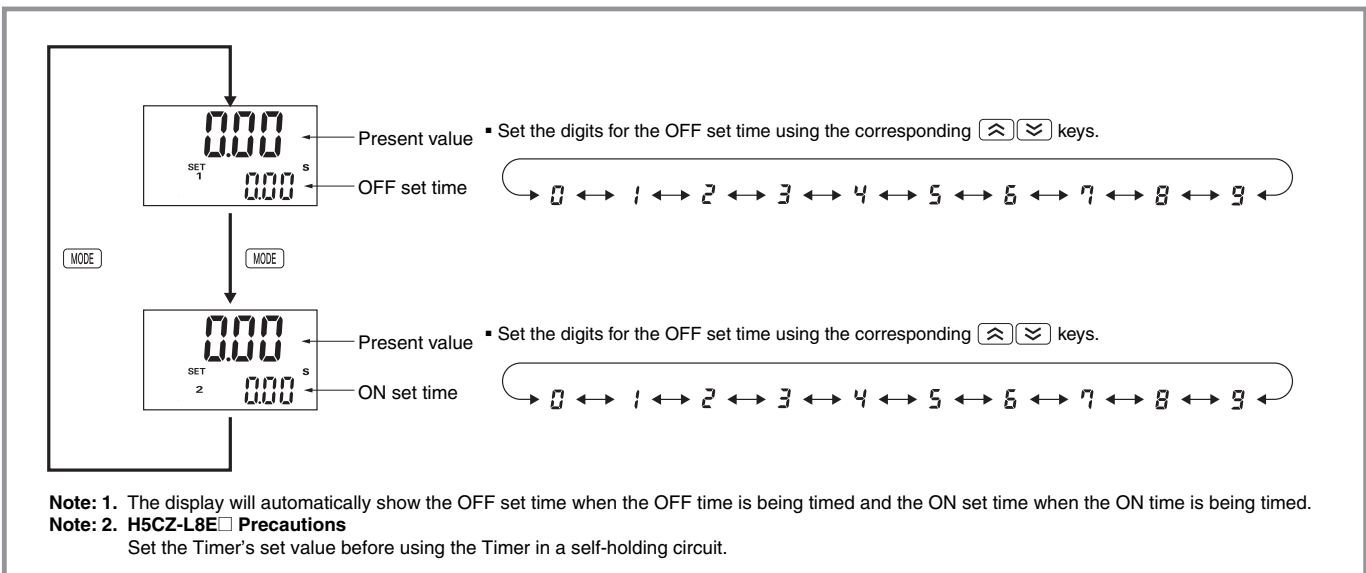 0.00
Present value
▪ Set the digits for the OFF set time using the corresponding keys.
SET
1
s
0.00
OFF set time
0 ↔ 1 ↔ 2 ↔ 3 ↔ 4 ↔ 5 ↔ 6 ↔ 7 ↔ 8 ↔ 9
MODE
MODE
0.00
Present value
▪ Set the digits for the OFF set time using the corresponding keys.
SET
2
s
0.00
ON set time
0 ↔ 1 ↔ 2 ↔ 3 ↔ 4 ↔ 5 ↔ 6 ↔ 7 ↔ 8 ↔ 9
Note: 1. The display will automatically show the OFF set time when the OFF time is being timed and the ON set time when the ON time is being timed.
Note: 2. H5CZ-L8E□ Precautions
Set the Timer's set value before using the Timer in a self-holding circuit.